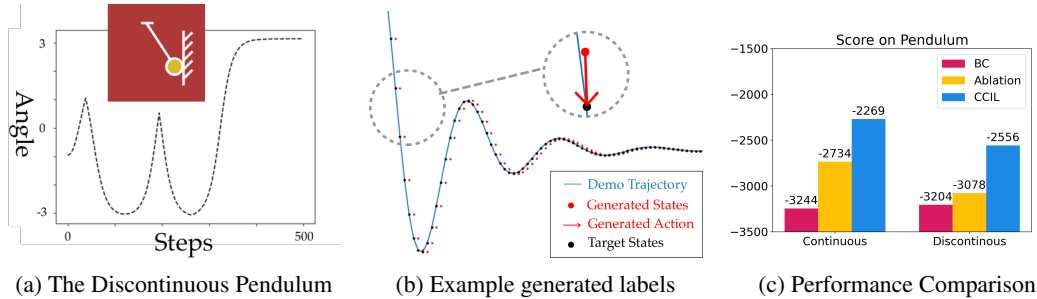 3
0
-3
Angle
0
500
Steps
(a) The Discontinuous Pendulum
Demo Trajectory
Generated States
Generated Action
Target States
(b) Example generated labels
Score on Pendulum
-1500
-2000
-2500
-3000
-3500
BC
Ablation
CCIL
-3244
-2734
-2269
-3204
-3078
-2556
Continuous
Discontinous
(c) Performance Comparison